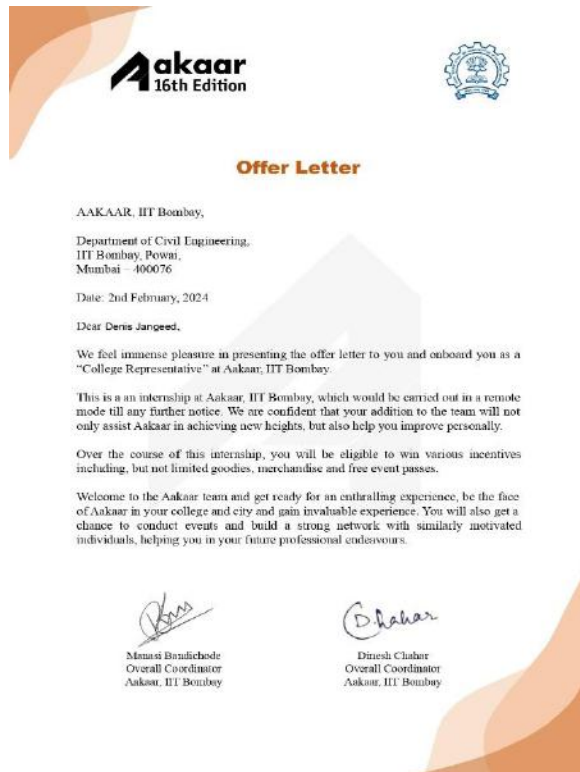 Aakaar
16th Edition
Offer Letter
AAKAAR, IIT Bombay,
Department of Civil Engineering,
IIT Bombay, Powai,
Mumbai – 400076
Date: 2nd February, 2024
Dear Denis Jangeed,
We feel immense pleasure in presenting the offer letter to you and onboard you as a
“College Representative” at Aakaar, IIT Bombay.
This is a an internship at Aakaar, IIT Bombay, which would be carried out in a remote
mode till any further notice. We are confident that your addition to the team will not
only assist Aakaar in achieving new heights, but also help you improve personally.
Over the course of this internship, you will be eligible to win various incentives
including, but not limited goodies, merchandise and free event passes.
Welcome to the Aakaar team and get ready for an enthralling experience, be the face
of Aakaar in your college and city and gain invaluable experience. You will also get a
chance to conduct events and build a strong network with similarly motivated
individuals, helping you in your future professional endeavours.
D.Chahar
Manasi Bandichode
Overall Coordinator
Aakaar, IIT Bombay
Dinesh Chahar
Overall Coordinator
Aakaar, IIT Bombay